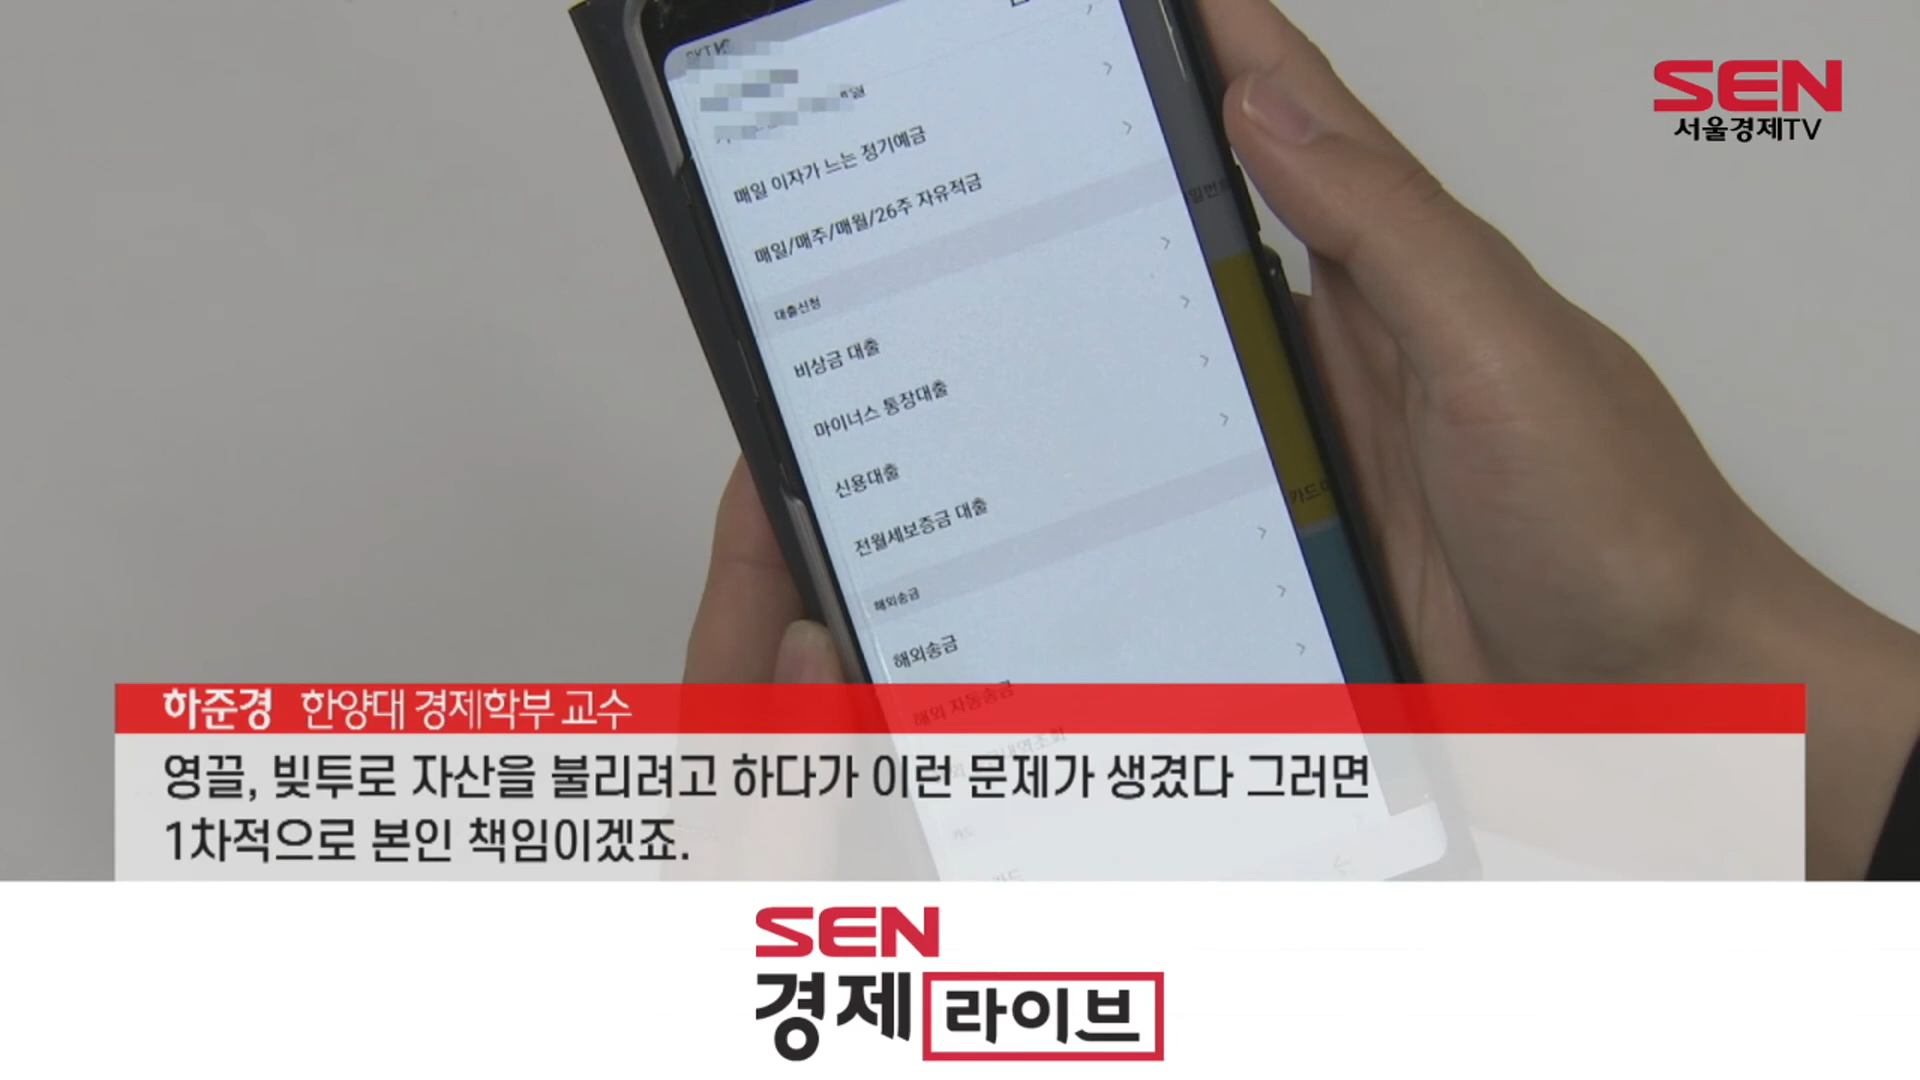 SEN
서울경제TV
매일 이자가 느는 정기예금
매일/매주/매월/26주 자유적금
대출신청
비상금 대출
마이너스 통장대출
신용대출
전월세보증금 대출
해외송금
해외송금
해외 자동송금
하준경 한양대 경제학부 교수
영끌, 빚투로 자산을 불리려고 하다가 이런 문제가 생겼다 그러면
1차적으로 본인 책임이겠죠.
SEN
경제 라이브